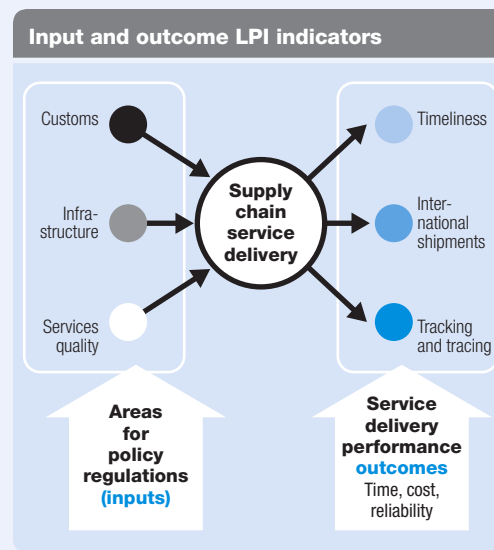 Input and outcome LPI indicators
Customs
Infra-
structure
Services
quality
Supply
chain
service
delivery
Timeliness
Inter-
national
shipments
Tracking
and tracing
Areas
for
policy
regulations
(inputs)
Service
delivery
performance
outcomes
Time, cost,
reliability